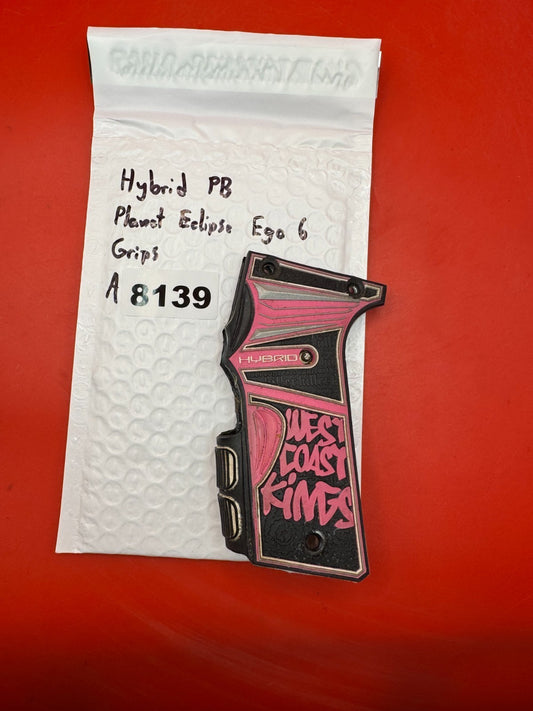 Hybrid PB
Planet Eclipse Ego 6
Grips
A 8139
HYBRID
WEST
COAST
KINGS